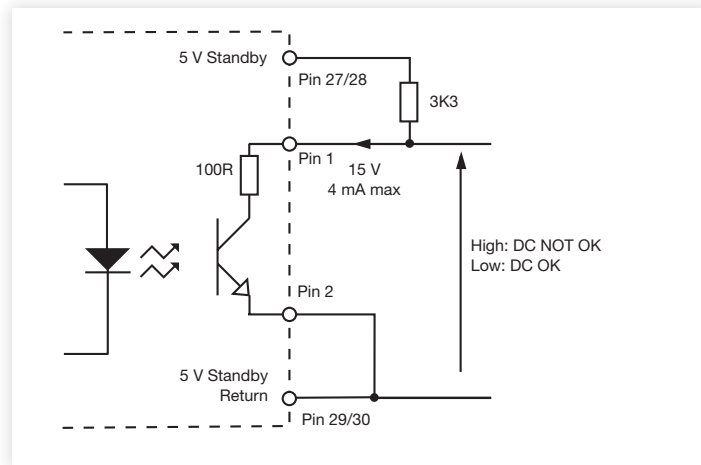 5 V Standby
Pin 27/28
3K3
Pin 1
100R
15 V
4 mA max
High: DC NOT OK
Low: DC OK
Pin 2
5 V Standby
Return
Pin 29/30